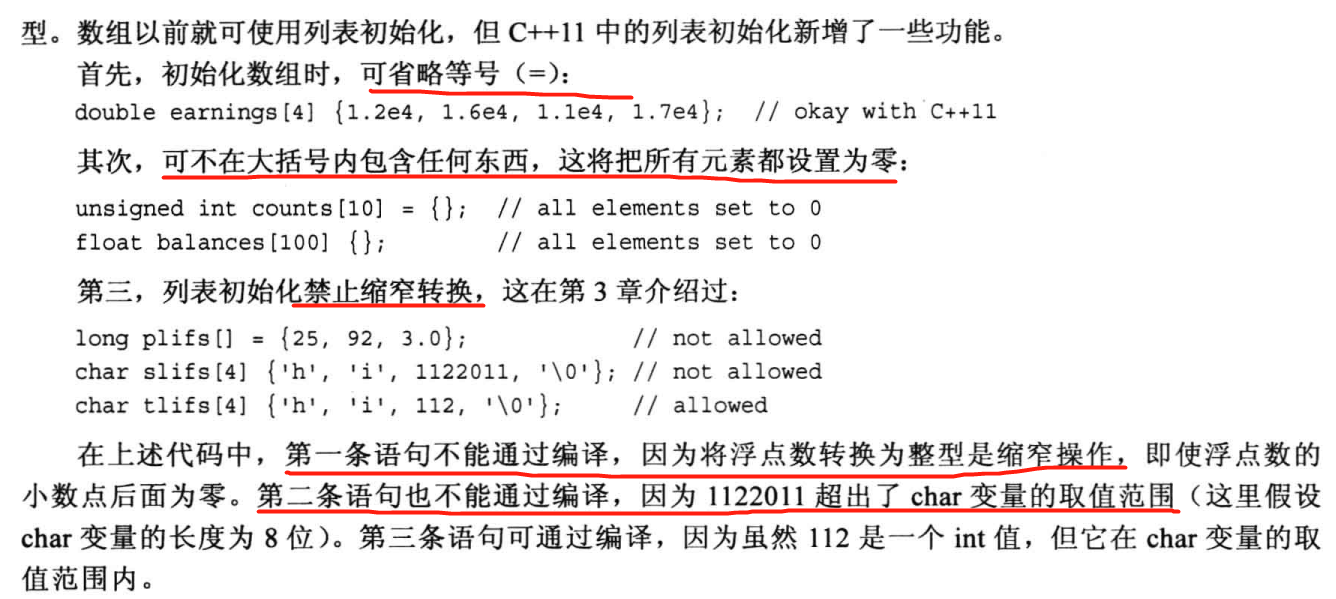 型。数组以前就可使用列表初始化，但 C++11 中的列表初始化新增了一些功能。
首先，初始化数组时，可省略等号（=）：
double earnings[4] {1.2e4, 1.6e4, 1.1e4, 1.7e4};  // okay with C++11
其次，可不在大括号内包含任何东西，这将把所有元素都设置为零：
unsigned int counts[10] = {};  // all elements set to 0
float balances[100] {};        // all elements set to 0
第三，列表初始化禁止缩窄转换，这在第 3 章介绍过：
long plifs[] = {25, 92, 3.0};             // not allowed
char slifs[4] {'h', 'i', 1122011, '\0'}; // not allowed
char tlifs[4] {'h', 'i', 112, '\0'};     // allowed
在上述代码中，第一条语句不能通过编译，因为将浮点数转换为整型是缩窄操作，即使浮点数的
小数点后面为零。第二条语句也不能通过编译，因为 1122011 超出了 char 变量的取值范围（这里假设
char 变量的长度为 8 位）。第三条语句可通过编译，因为虽然 112 是一个 int 值，但它在 char 变量的取
值范围内。